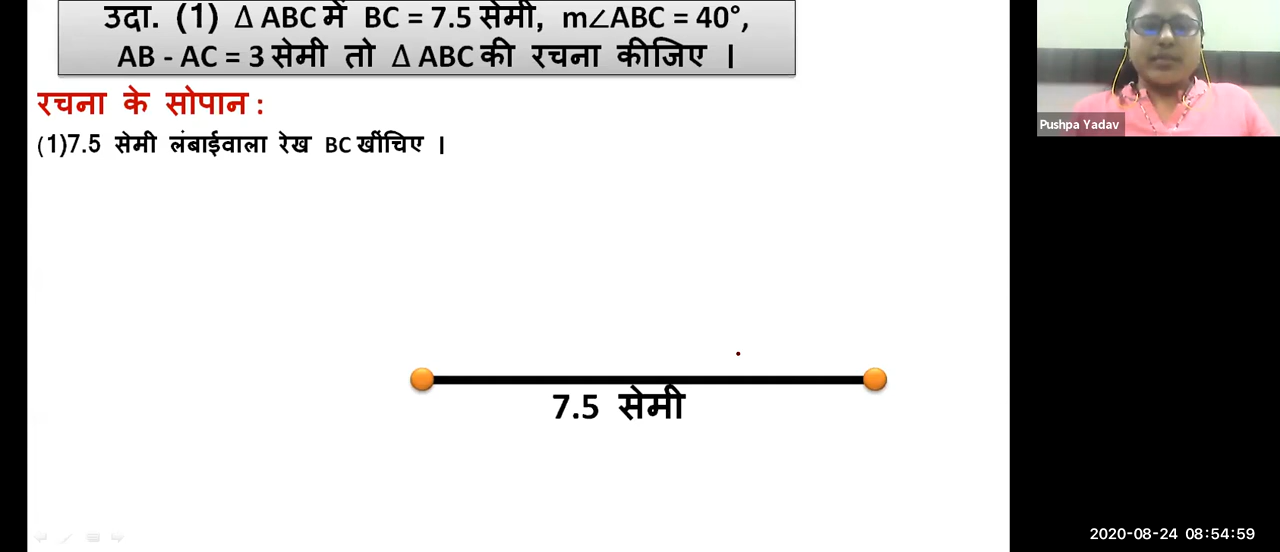 उदा. (1) Δ ABC में BC = 7.5 सेमी, m∠ABC = 40°,
AB - AC = 3 सेमी तो Δ ABC की रचना कीजिए ।
रचना के सोपान :
(1)7.5 सेमी लंबाईवाला रेख BC खींचिए ।
7.5 सेमी
Pushpa Yadav
2020-08-24 08:54:59